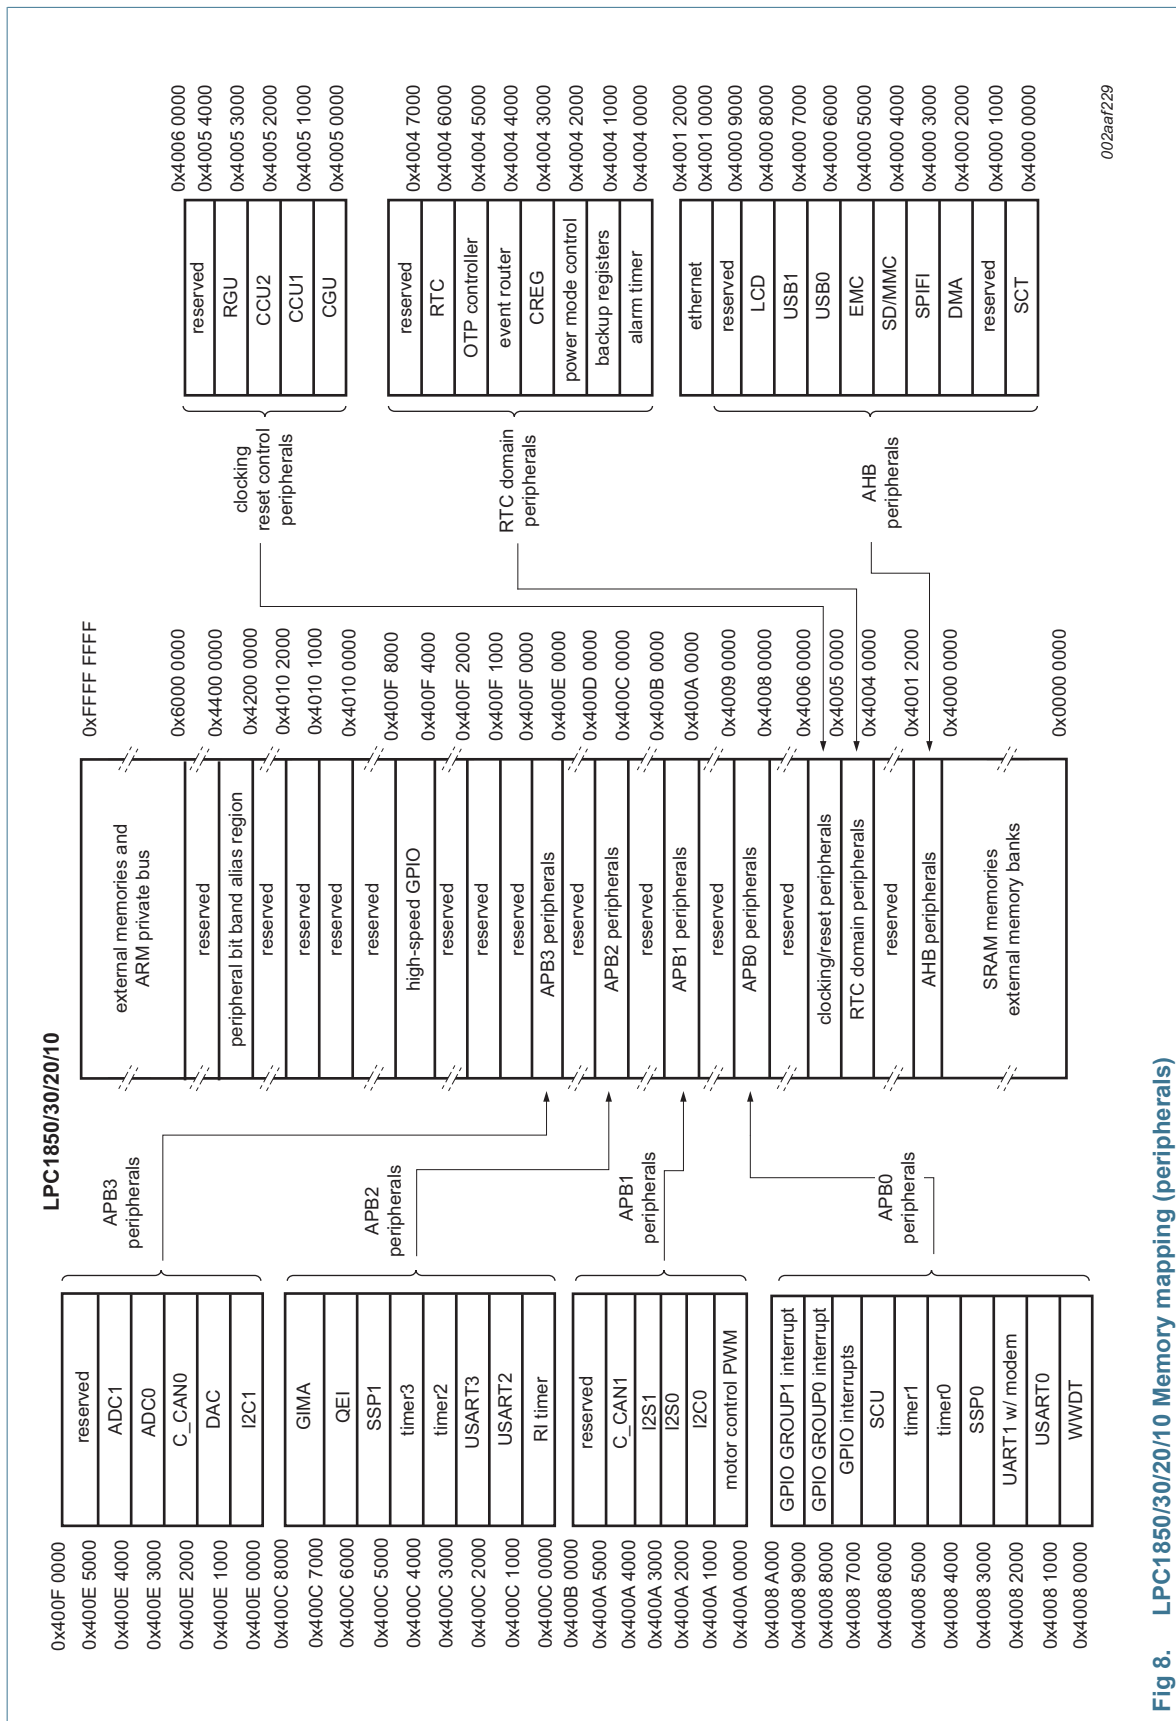 LPC1850/30/20/10
0x400F 0000
reserved
0x400E 5000
ADC1
0x400E 4000
ADC0
0x400E 3000
C_CAN0
0x400E 2000
DAC
0x400E 1000
I2C1
0x400E 0000
APB3
peripherals
0x400C 8000
GIMA
0x400C 7000
QEI
0x400C 6000
SSP1
0x400C 5000
timer3
0x400C 4000
timer2
0x400C 3000
USART3
0x400C 2000
USART2
0x400C 1000
RI timer
0x400C 0000
APB2
peripherals
0x400B 0000
reserved
0x400A 5000
C_CAN1
0x400A 4000
I2S1
0x400A 3000
I2S0
0x400A 2000
I2C0
0x400A 1000
motor control PWM
0x400A 0000
APB1
peripherals
0x4008 A000
GPIO GROUP1 interrupt
0x4008 9000
GPIO GROUP0 interrupt
0x4008 8000
GPIO interrupts
0x4008 7000
SCU
0x4008 6000
timer1
0x4008 5000
timer0
0x4008 4000
SSP0
0x4008 3000
UART1 w/ modem
0x4008 2000
USART0
0x4008 1000
WWDT
0x4008 0000
APB0
peripherals
0xFFFF FFFF
external memories and
ARM private bus
0x6000 0000
reserved
0x4400 0000
peripheral bit band alias region
0x4200 0000
reserved
0x4010 2000
reserved
0x4010 1000
reserved
0x4010 0000
reserved
0x400F 8000
high-speed GPIO
0x400F 4000
reserved
0x400F 2000
reserved
0x400F 1000
reserved
0x400F 0000
APB3 peripherals
0x400E 0000
reserved
0x400D 0000
APB2 peripherals
0x400C 0000
reserved
0x400B 0000
APB1 peripherals
0x400A 0000
reserved
0x4009 0000
APB0 peripherals
0x4008 0000
reserved
0x4006 0000
clocking/reset peripherals
0x4005 0000
RTC domain peripherals
0x4004 0000
reserved
0x4001 2000
AHB peripherals
0x4000 0000
SRAM memories
external memory banks
0x0000 0000
clocking
reset control
peripherals
0x4006 0000
reserved
0x4005 4000
RGU
0x4005 3000
CCU2
0x4005 2000
CCU1
0x4005 1000
CGU
0x4005 0000
RTC domain
peripherals
0x4004 7000
reserved
0x4004 6000
RTC
0x4004 5000
OTP controller
0x4004 4000
event router
0x4004 3000
CREG
0x4004 2000
power mode control
0x4004 1000
backup registers
0x4004 0000
alarm timer
AHB
peripherals
0x4001 2000
ethernet
0x4001 0000
reserved
0x4000 9000
LCD
0x4000 8000
USB1
0x4000 7000
USB0
0x4000 6000
EMC
0x4000 5000
SD/MMC
0x4000 4000
SPIFI
0x4000 3000
DMA
0x4000 2000
reserved
0x4000 1000
SCT
0x4000 0000
002aaf229
Fig 8. LPC1850/30/20/10 Memory mapping (peripherals)